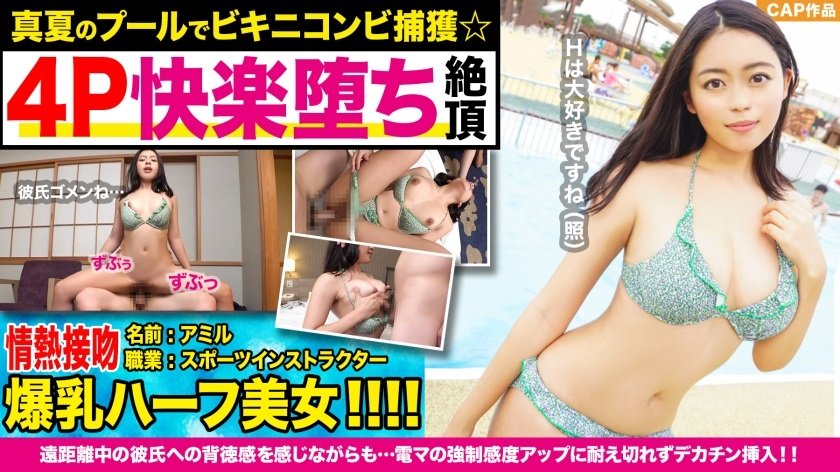 真夏のプールでビキニコンビ捕獲☆
CAP作品
4P快楽堕ち絶頂
Hは大好きですね(照)
彼氏ゴメンね…
ずぶぅ
ずぶっ
情熱接吻
名前:アミル
職業:スポーツインストラクター
爆乳ハーフ美女!!!!
遠距離中の彼氏への背徳感を感じながらも…電マの強制感度アップに耐え切れずデカチン挿入!!